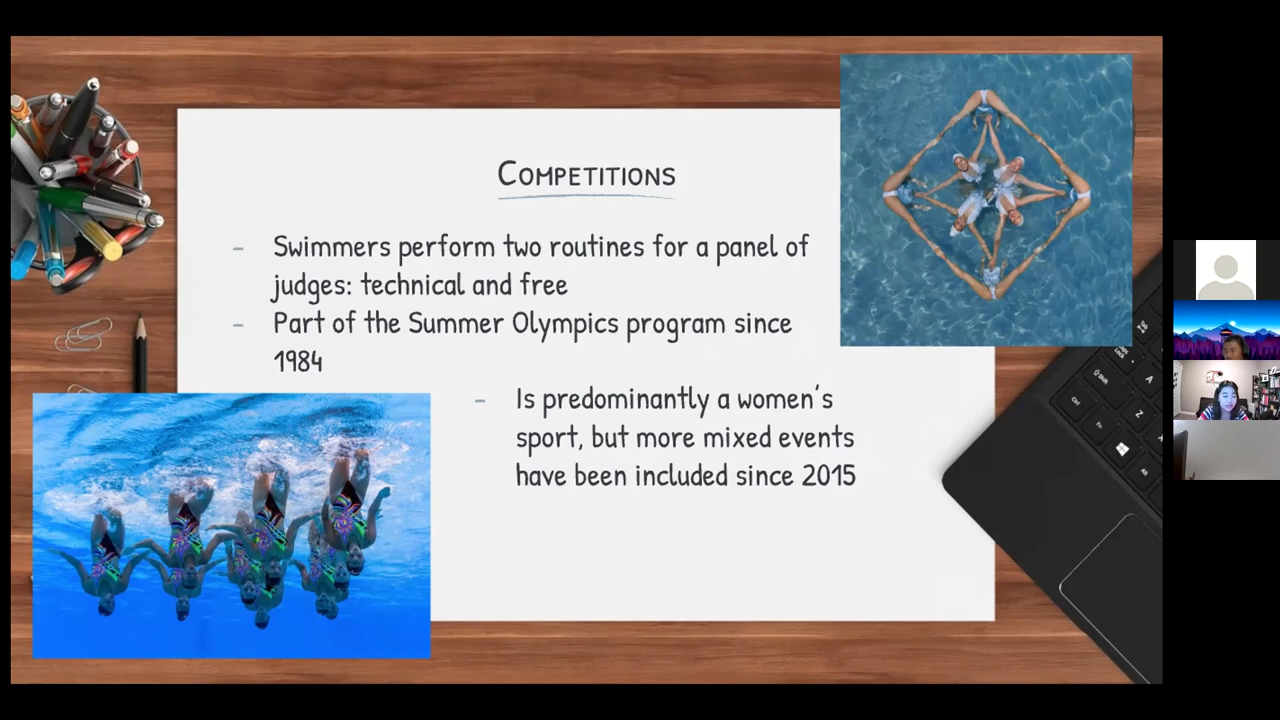 Competitions
- Swimmers perform two routines for a panel of
judges: technical and free
- Part of the Summer Olympics program since
1984
- Is predominantly a women's
sport, but more mixed events
have been included since 2015